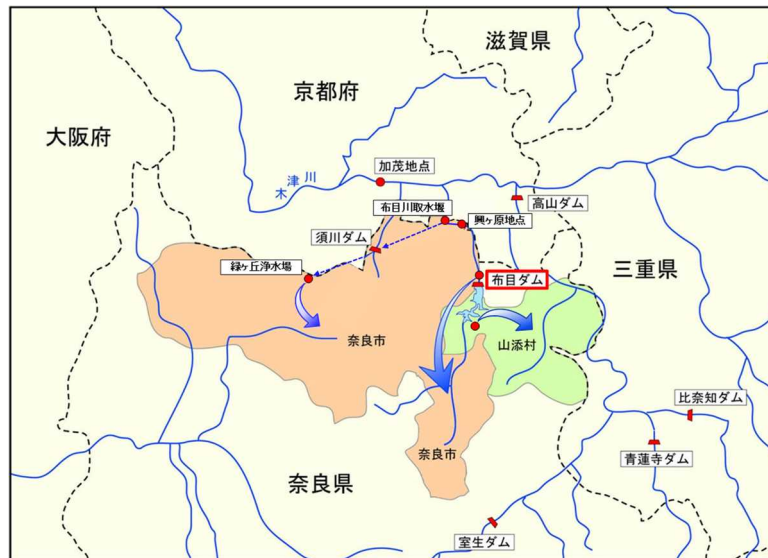 滋賀県
京都府
大阪府
加茂地点
木津川
高山ダム
布目川取水堰
興ヶ原地点
須川ダム
緑ヶ丘浄水場
布目ダム
三重県
奈良市
山添村
比奈知ダム
奈良市
青蓮寺ダム
奈良県
室生ダム